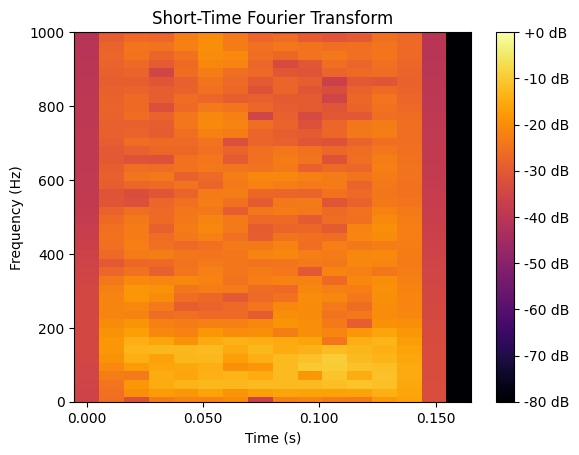 Short-Time Fourier Transform
1000
800
600
400
200
0
Frequency (Hz)
0.000
0.050
0.100
0.150
Time (s)
+0 dB
-10 dB
-20 dB
-30 dB
-40 dB
-50 dB
-60 dB
-70 dB
-80 dB